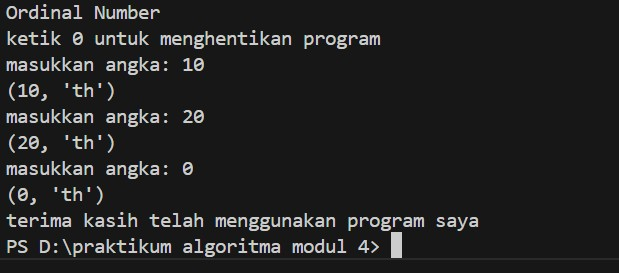 Ordinal Number
ketik 0 untuk menghentikan program
masukkan angka: 10
(10, 'th')
masukkan angka: 20
(20, 'th')
masukkan angka: 0
(0, 'th')
terima kasih telah menggunakan program saya
PS D:\praktikum algoritma modul 4>